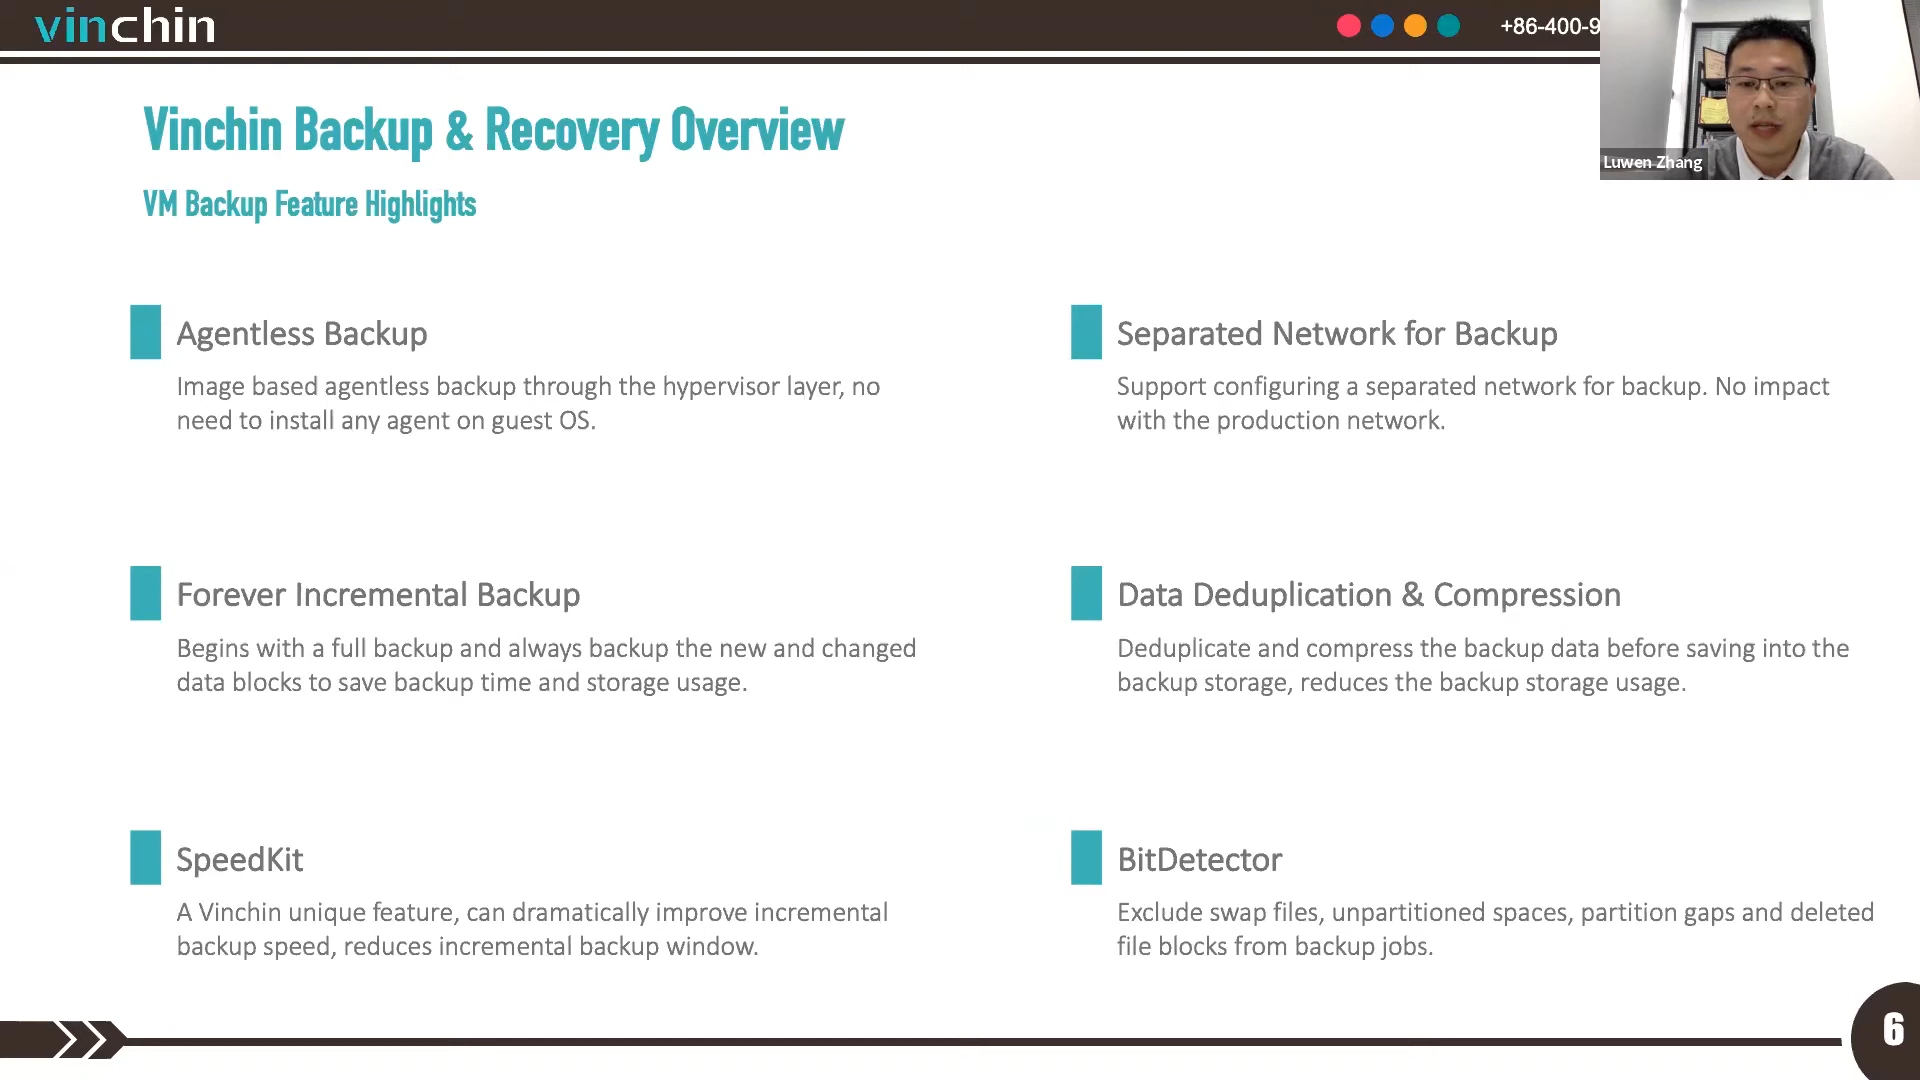 vinchin
+86-400-9
Luwen Zhang
Vinchin Backup & Recovery Overview
VM Backup Feature Highlights
Agentless Backup
Image based agentless backup through the hypervisor layer, no
need to install any agent on guest OS.
Separated Network for Backup
Support configuring a separated network for backup. No impact
with the production network.
Forever Incremental Backup
Begins with a full backup and always backup the new and changed
data blocks to save backup time and storage usage.
Data Deduplication & Compression
Deduplicate and compress the backup data before saving into the
backup storage, reduces the backup storage usage.
SpeedKit
A Vinchin unique feature, can dramatically improve incremental
backup speed, reduces incremental backup window.
BitDetector
Exclude swap files, unpartitioned spaces, partition gaps and deleted
file blocks from backup jobs.
6